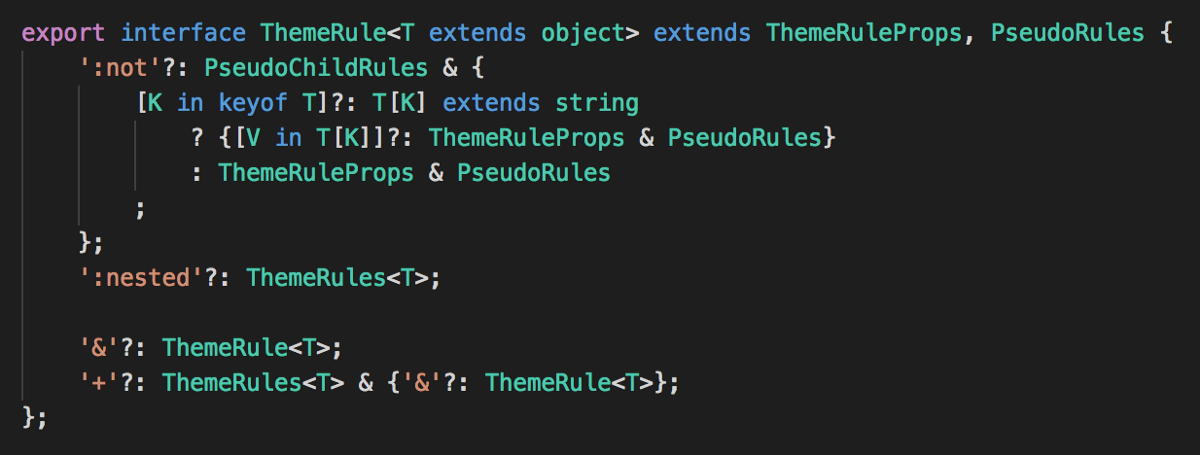 export interface ThemeRule<T extends object> extends ThemeRuleProps, PseudoRules {
    ':not'?: PseudoChildRules & {
        [K in keyof T]?: T[K] extends string
            ? {[V in T[K]]?: ThemeRuleProps & PseudoRules}
            : ThemeRuleProps & PseudoRules
        ;
    };
    ':nested'?: ThemeRules<T>;
    '&'?: ThemeRule<T>;
    '+'?: ThemeRules<T> & {'&'?: ThemeRule<T>};
};